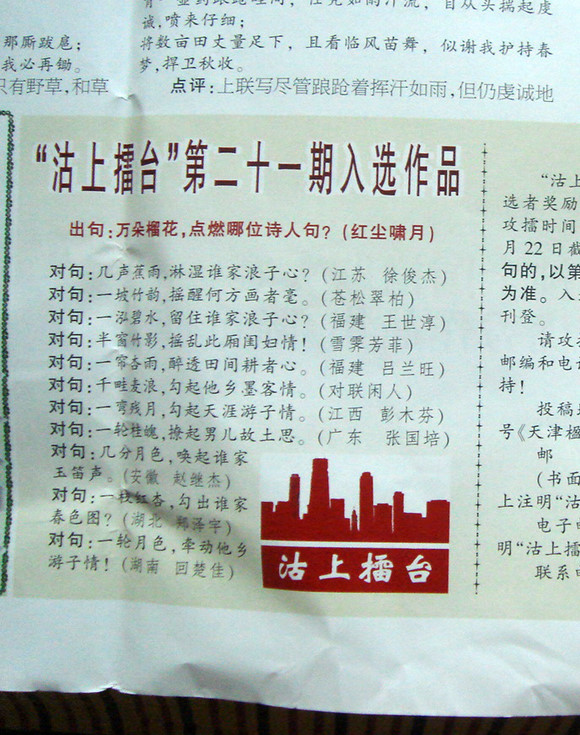 那厮跋扈;
我必再锄。
只有野草,和草
诚,喷来仔细;
将数亩田丈量足下,且看临风苗舞,似谢我护持春
梦,捍卫秋收。
点评:上联写尽管踉跄着挥汗如雨,但仍虔诚地
“沽上擂台”第二十一期入选作品
出句:万朵榴花,点燃哪位诗人句?(红尘啸月)
对句:几声蕉雨,淋湿谁家浪子心?(江苏 徐俊杰)
对句:一坡竹韵,摇醒何方画者毫。(苍松翠柏)
对句:一泓碧水,留住谁家浪子心?(福建 王世淳)
对句:半窗竹影,摇乱此厢闺妇情!(雪霁芳菲)
对句:一帘杏雨,醉透田间耕者心。(福建 吕兰旺)
对句:千畦麦浪,勾起他乡墨客情。(对联闲人)
对句:一弯残月,勾起天涯游子情。(江西 彭木芬)
对句:一轮桂魄,撩起男儿故土思。(广东 张国培)
对句:几分月色,唤起谁家
玉笛声。(安徽 赵继杰)
对句:一枝红杏,勾出谁家
春色图?(湖北 郑泽宇)
对句:一轮月色,牵动他乡
游子情!(湖南 回楚佳)
沽上擂台
“沽上
选者奖励
攻擂时间
月22日截
句的,以第
为准。入
刊登。
请攻
邮编和电
持!
投稿
号《天津楹
邮
(书面
上注明“沽
电子邮
明“沽上擂
联系电